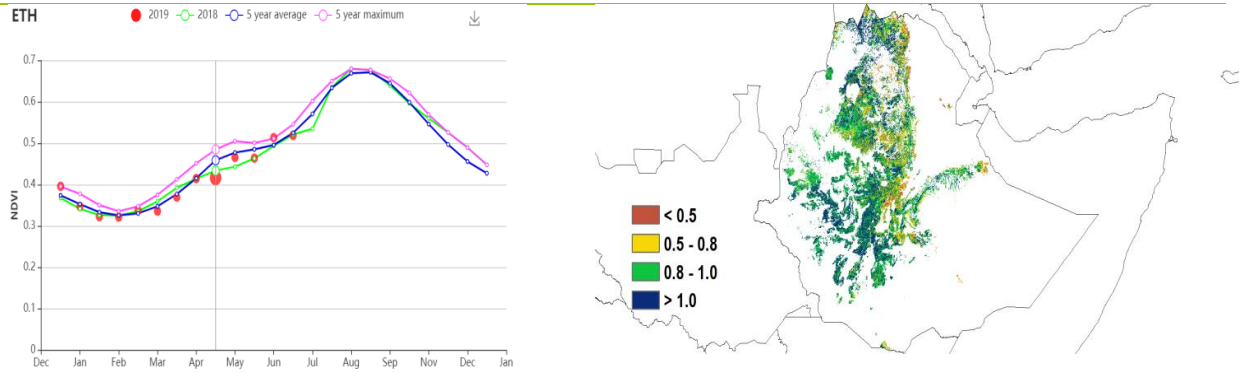 ETH
2019 2018 5 year average 5 year maximum
0.7
0.6
0.5
0.4
0.3
0.2
0.1
0
NDVI
Dec Jan Feb Mar Apr May Jun Jul Aug Sep Nov Dec Jan
< 0.5
0.5 - 0.8
0.8 - 1.0
> 1.0